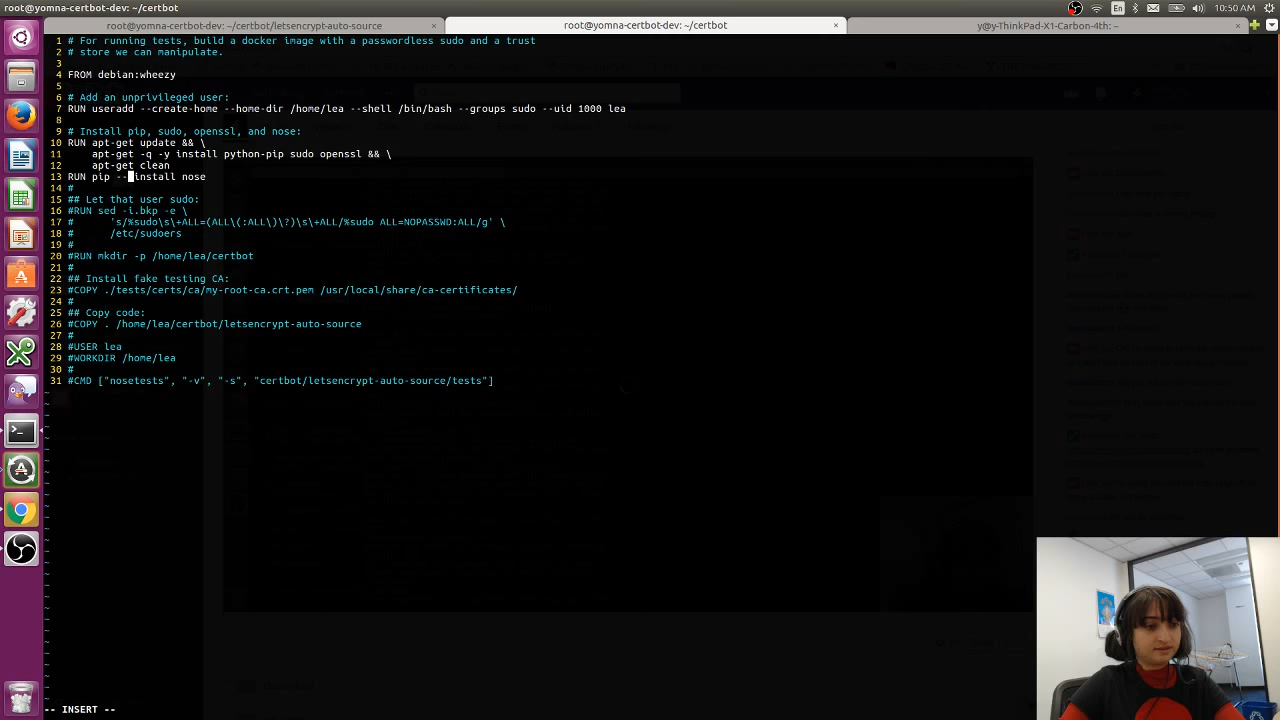 root@yomna-certbot-dev: ~/certbot
10:50 AM
En
root@yomna-certbot-dev: ~/certbot/letsencrypt-auto-source ×
root@yomna-certbot-dev: ~/certbot ×
y@y-ThinkPad-X1-Carbon-4th: ~ ×
1 # For running tests, build a docker image with a passwordless sudo and a trust
2 # store we can manipulate.
3
4 FROM debian:wheezy
5
6 # Add an unprivileged user:
7 RUN useradd --create-home --home-dir /home/lea --shell /bin/bash --groups sudo --uid 1000 lea
8
9 # Install pip, sudo, openssl, and nose:
10 RUN apt-get update && \
11     apt-get -q -y install python-pip sudo openssl && \
12     apt-get clean
13 RUN pip --install nose
14 #
15 ## Let that user sudo:
16 #RUN sed -i.bkp -e \
17 #      's/%sudo\s\+ALL=(ALL\(:ALL\)\?)\s\+ALL/%sudo ALL=NOPASSWD:ALL/g' \
18 #      /etc/sudoers
19 #
20 #RUN mkdir -p /home/lea/certbot
21 #
22 ## Install fake testing CA:
23 #COPY ./tests/certs/ca/my-root-ca.crt.pem /usr/local/share/ca-certificates/
24 #
25 ## Copy code:
26 #COPY . /home/lea/certbot/letsencrypt-auto-source
27 #
28 #USER lea
29 #WORKDIR /home/lea
30 #
31 #CMD ["nosetests", "-v", "-s", "certbot/letsencrypt-auto-source/tests"]
-- INSERT --